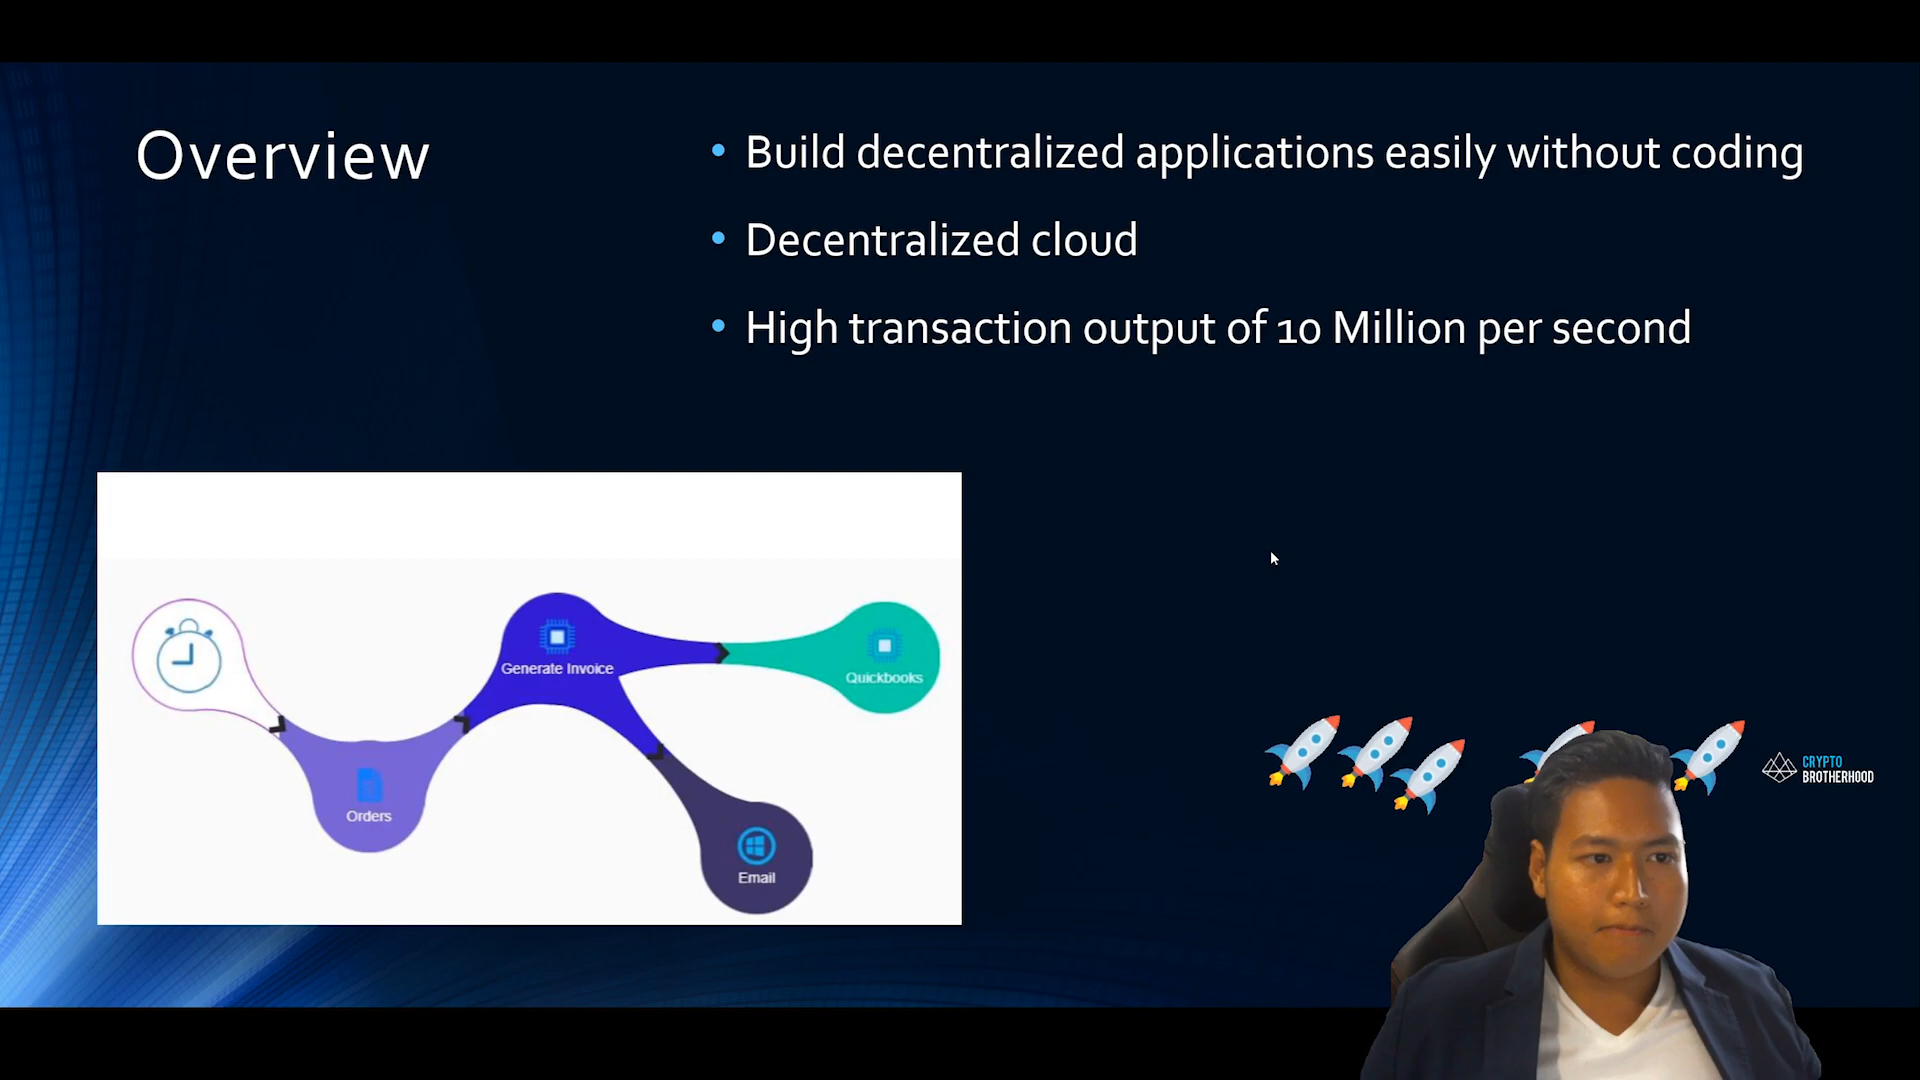 Overview
Build decentralized applications easily without coding
Decentralized cloud
High transaction output of 10 Million per second
Generate Invoice
Quickbooks
Orders
Email
CRYPTO
BROTHERHOOD